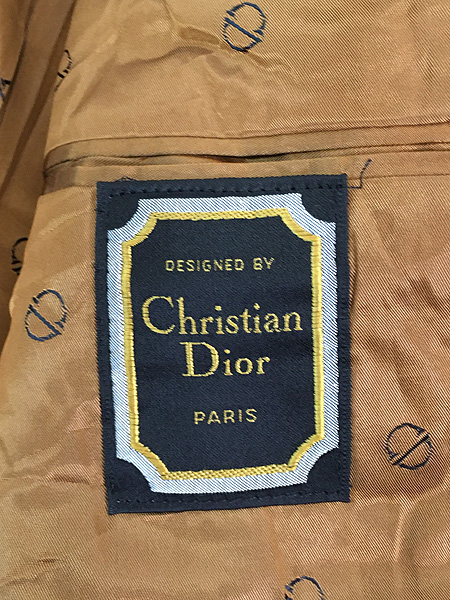 DESIGNED BY
Christian
Dior
PARIS